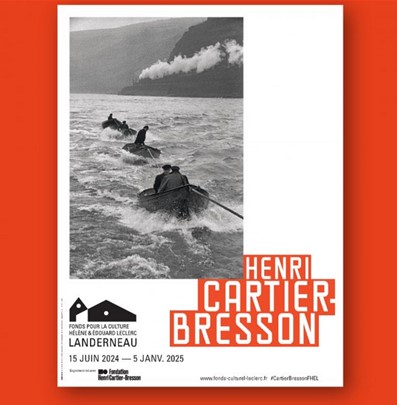 HENRI
CARTIER-
BRESSON
FONDS POUR LA CULTURE
HÉLÈNE & ÉDOUARD LECLERC
LANDERNEAU
15 JUIN 2024 — 5 JANV. 2025
Fondation
Henri Cartier-Bresson
www.fonds-culturel-leclerc.fr #CartierBressonFHEL